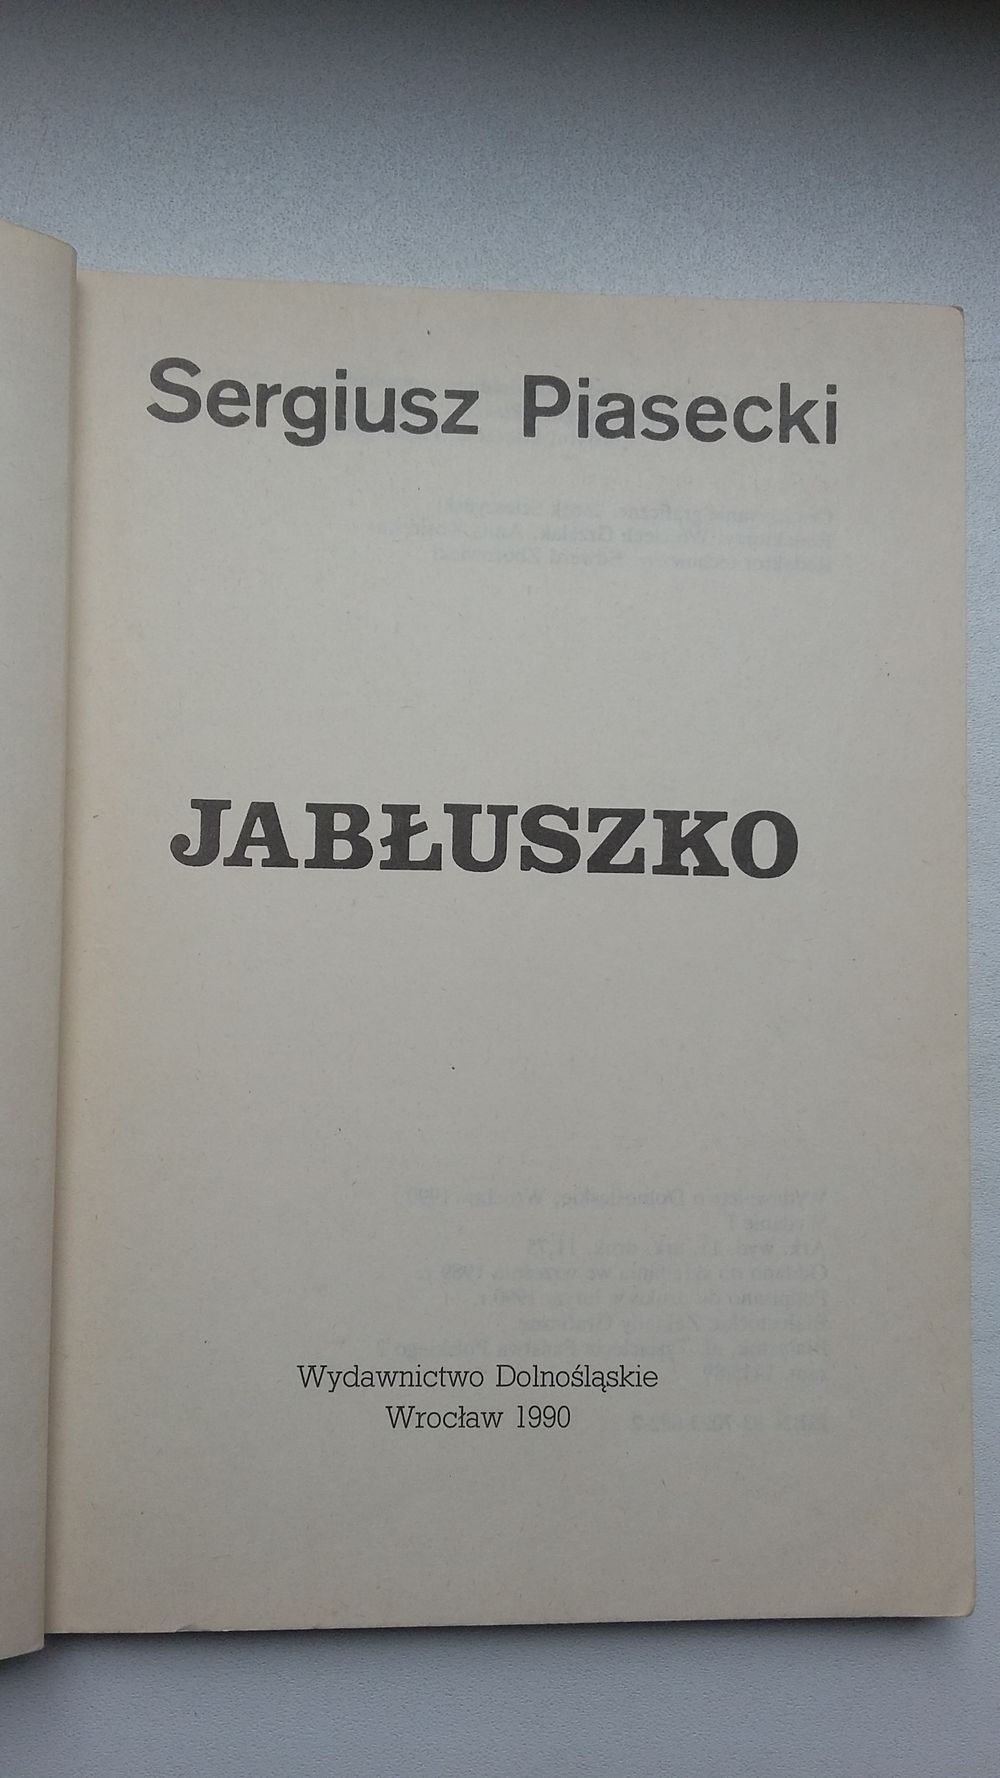 Sergiusz Piasecki
JABŁUSZKO
Wydawnictwo Dolnośląskie
Wrocław 1990